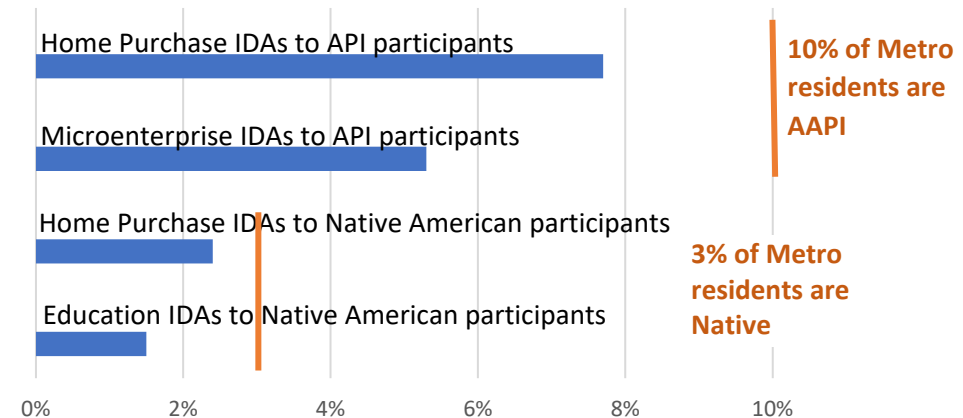 Home Purchase IDAs to API participants
10% of Metro
residents are
AAPI
Microenterprise IDAs to API participants
Home Purchase IDAs to Native American participants
3% of Metro
residents are
Native
Education IDAs to Native American participants
0% 2% 4% 6% 8% 10%